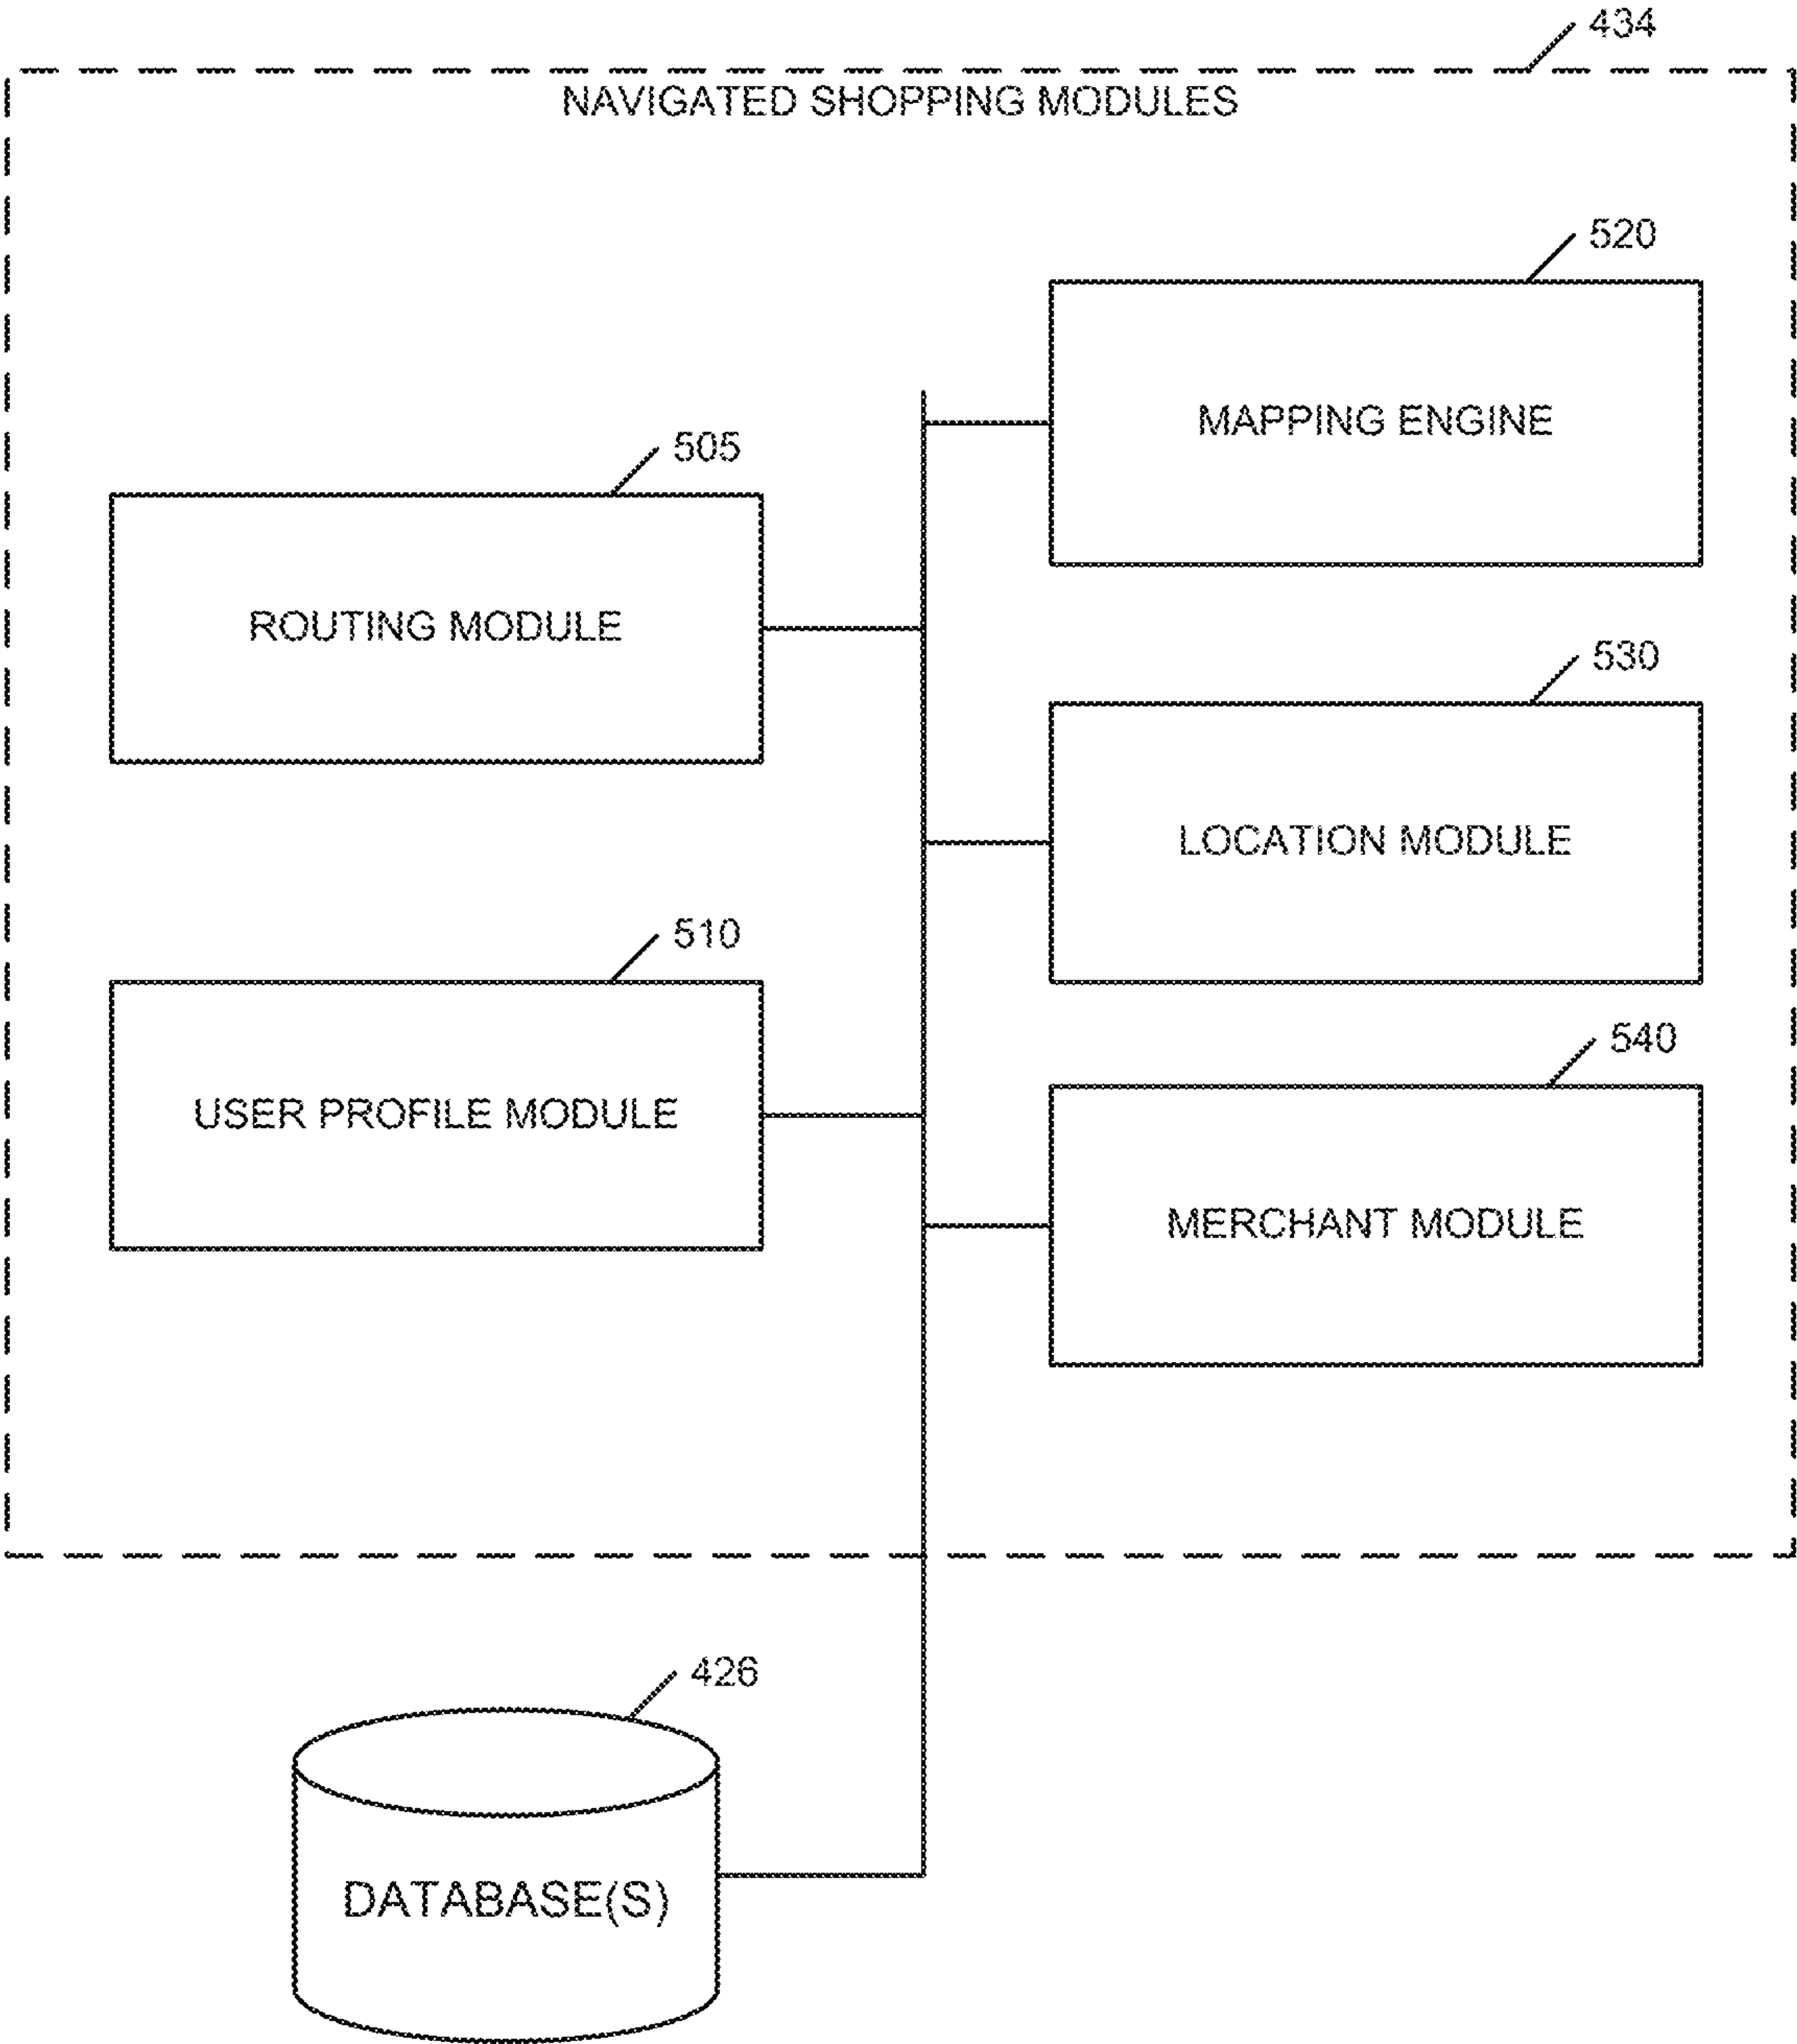 434
NAVIGATED SHOPPING MODULES
520
MAPPING ENGINE
505
ROUTING MODULE
530
LOCATION MODULE
510
USER PROFILE MODULE
540
MERCHANT MODULE
426
DATABASE(S)